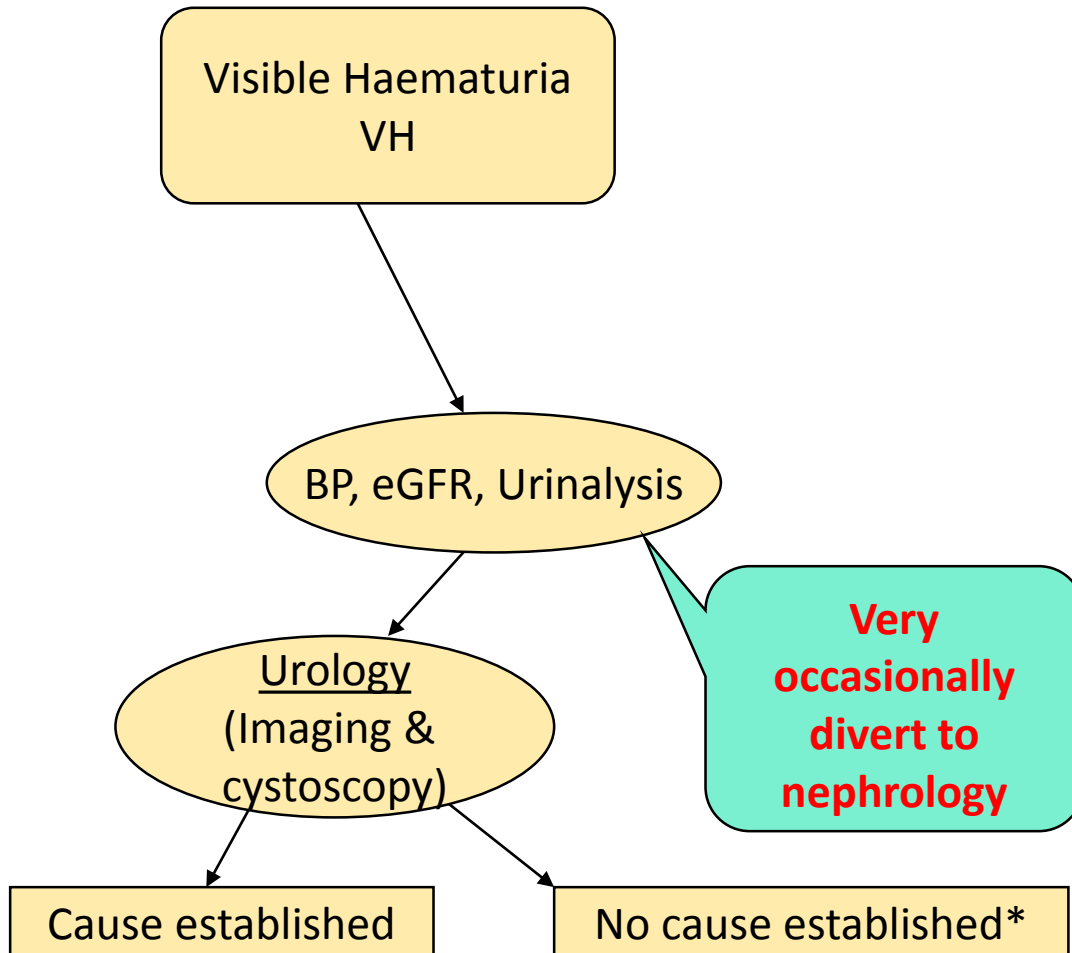 Visible Haematuria
VH
BP, eGFR, Urinalysis
Very
occasionally
divert to
nephrology
Urology
(Imaging &
cystoscopy)
Cause established
No cause established*